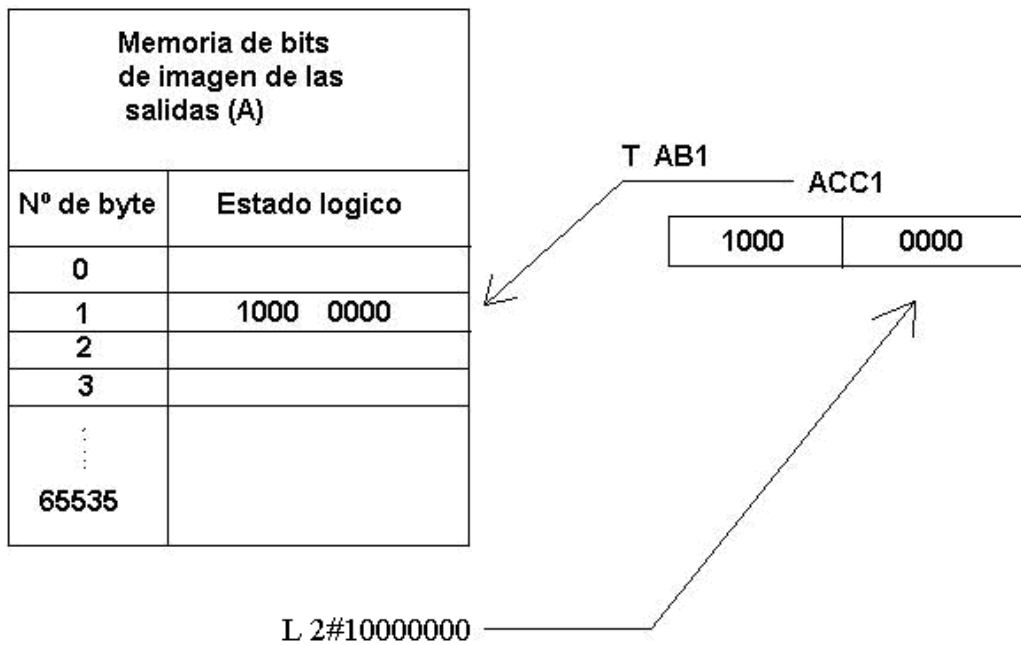 Memoria de bits
de imagen de las
salidas (A)
Nº de byte Estado logico
0
1 1000 0000
2
3
65535
T AB1
ACC1
1000 0000
L 2#10000000